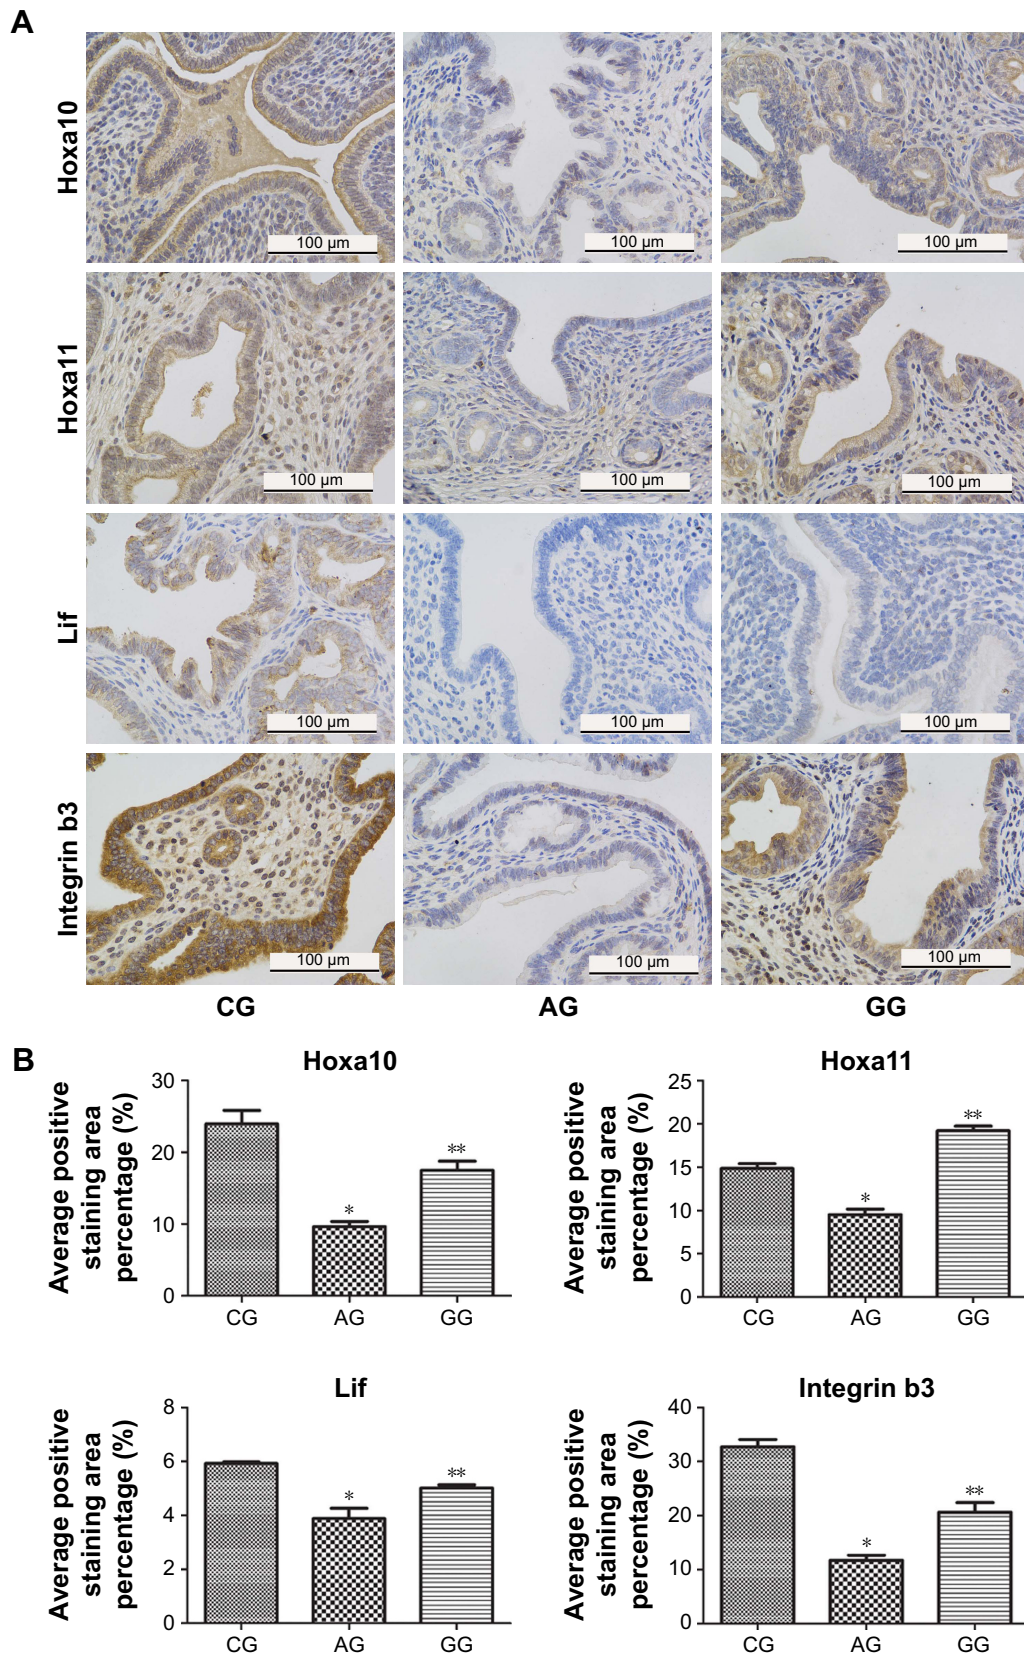 A
Hoxa10
100 µm
100 µm
100 µm
Hoxa11
100 µm
100 µm
100 µm
Lif
100 µm
100 µm
100 µm
Integrin b3
100 µm
100 µm
100 µm
CG
AG
GG
B
Hoxa10
Average positive
staining area
percentage (%)
30
20
10
0
*
**
CG
AG
GG
Hoxa11
Average positive
staining area
percentage (%)
25
20
15
10
5
0
*
**
CG
AG
GG
Lif
Average positive
staining area
percentage (%)
8
6
4
2
0
*
**
CG
AG
GG
Integrin b3
Average positive
staining area
percentage (%)
40
30
20
10
0
*
**
CG
AG
GG